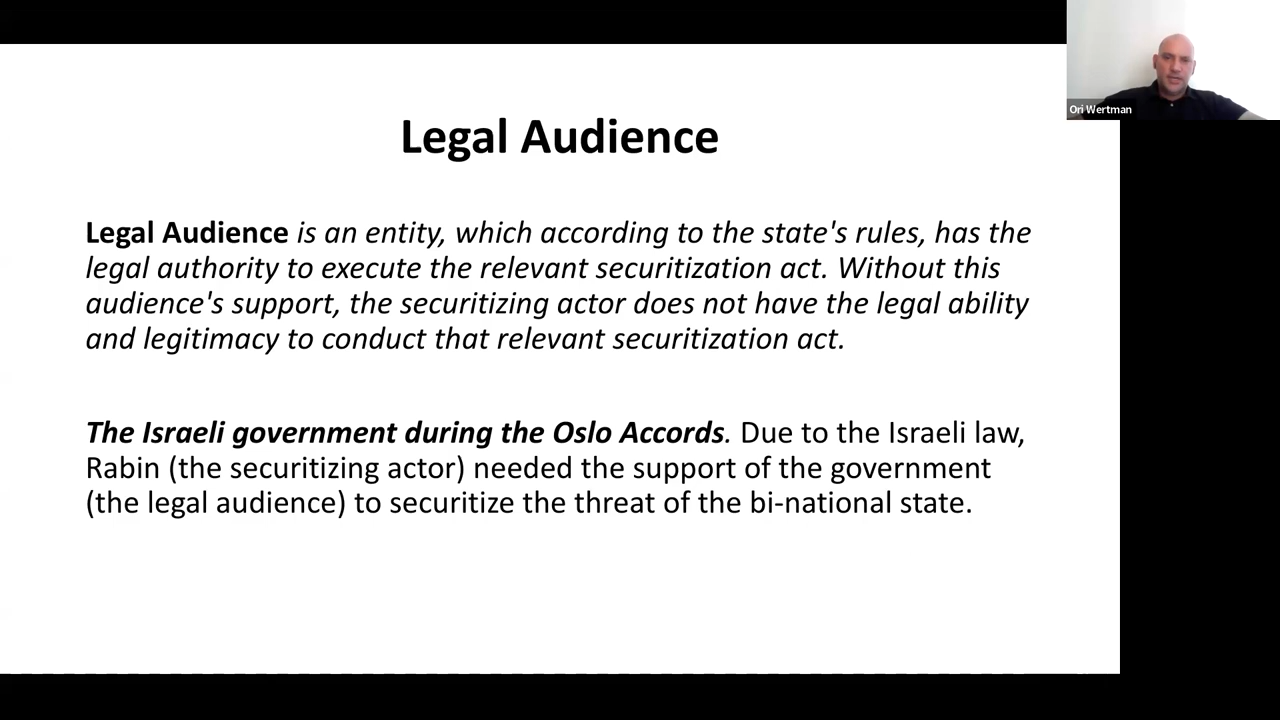 Ori Wertman
Legal Audience
Legal Audience is an entity, which according to the state's rules, has the
legal authority to execute the relevant securitization act. Without this
audience's support, the securitizing actor does not have the legal ability
and legitimacy to conduct that relevant securitization act.
The Israeli government during the Oslo Accords. Due to the Israeli law,
Rabin (the securitizing actor) needed the support of the government
(the legal audience) to securitize the threat of the bi-national state.